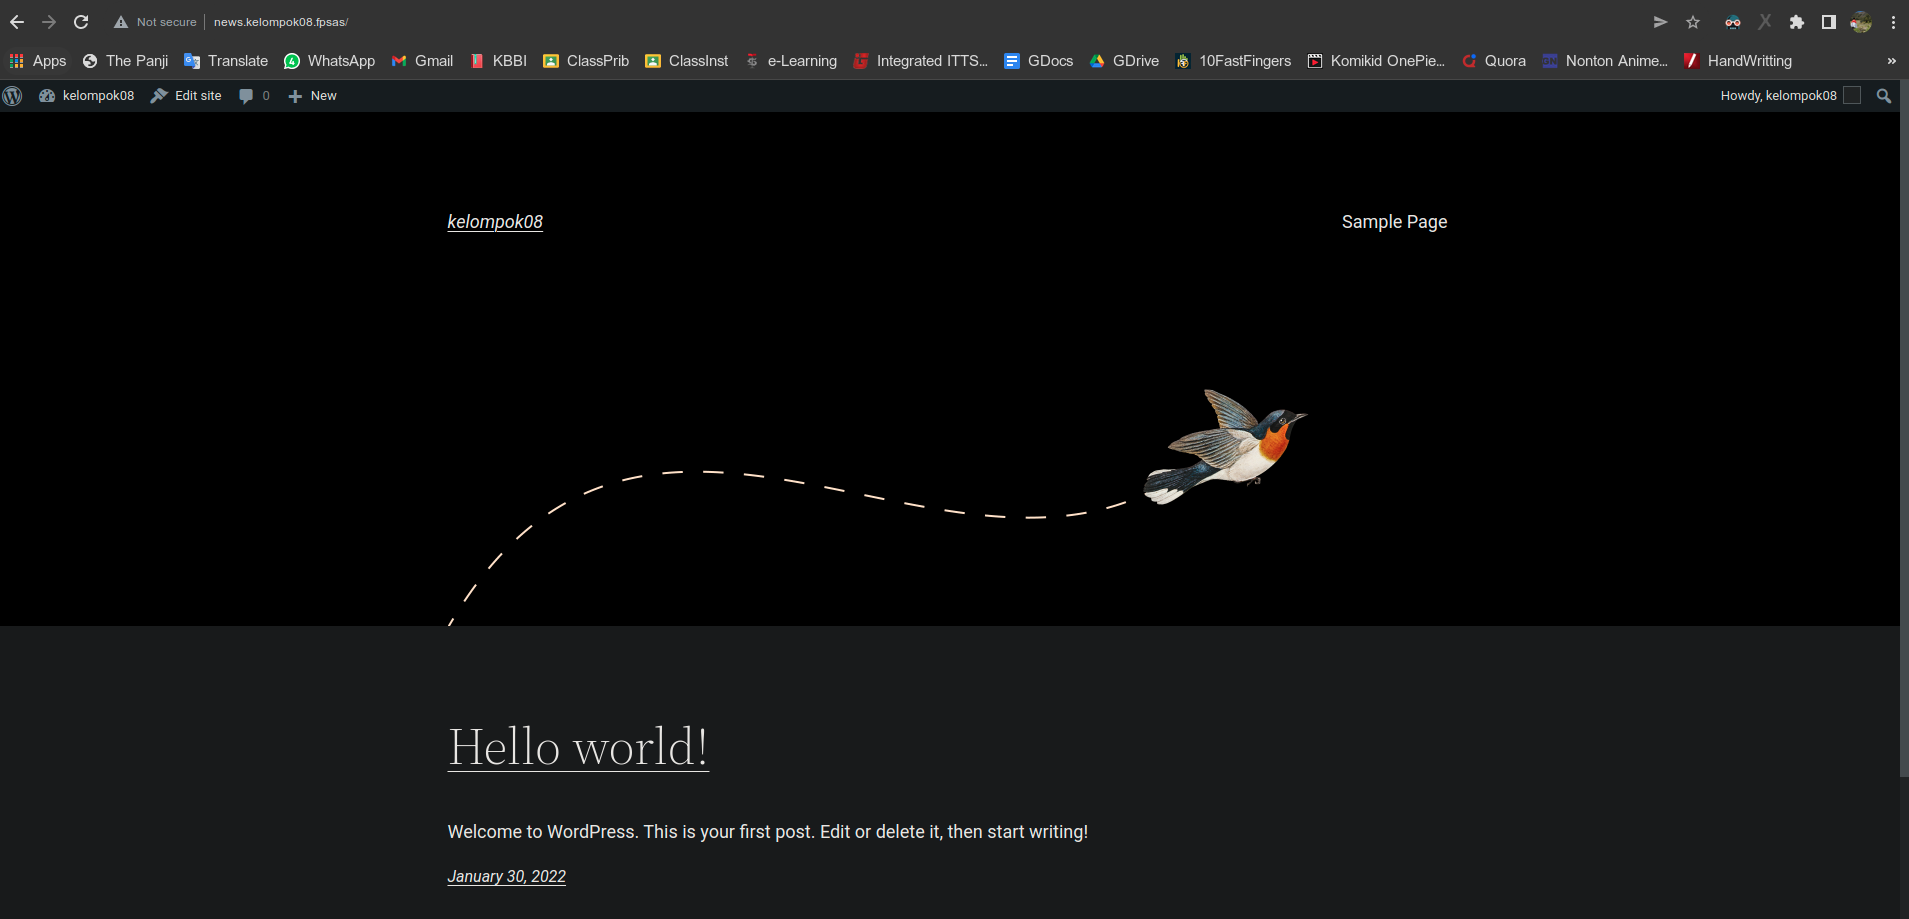 Not secure | news.kelompok08.fpsas/
Apps The Panji Translate WhatsApp Gmail KBBI ClassPrib ClassInst e-Learning Integrated ITTS... GDocs GDrive 10FastFingers Komikid OnePie... Quora Nonton Anime... HandWritting »
kelompok08 Edit site 0 New Howdy, kelompok08
kelompok08 Sample Page
Hello world!
Welcome to WordPress. This is your first post. Edit or delete it, then start writing!
January 30, 2022